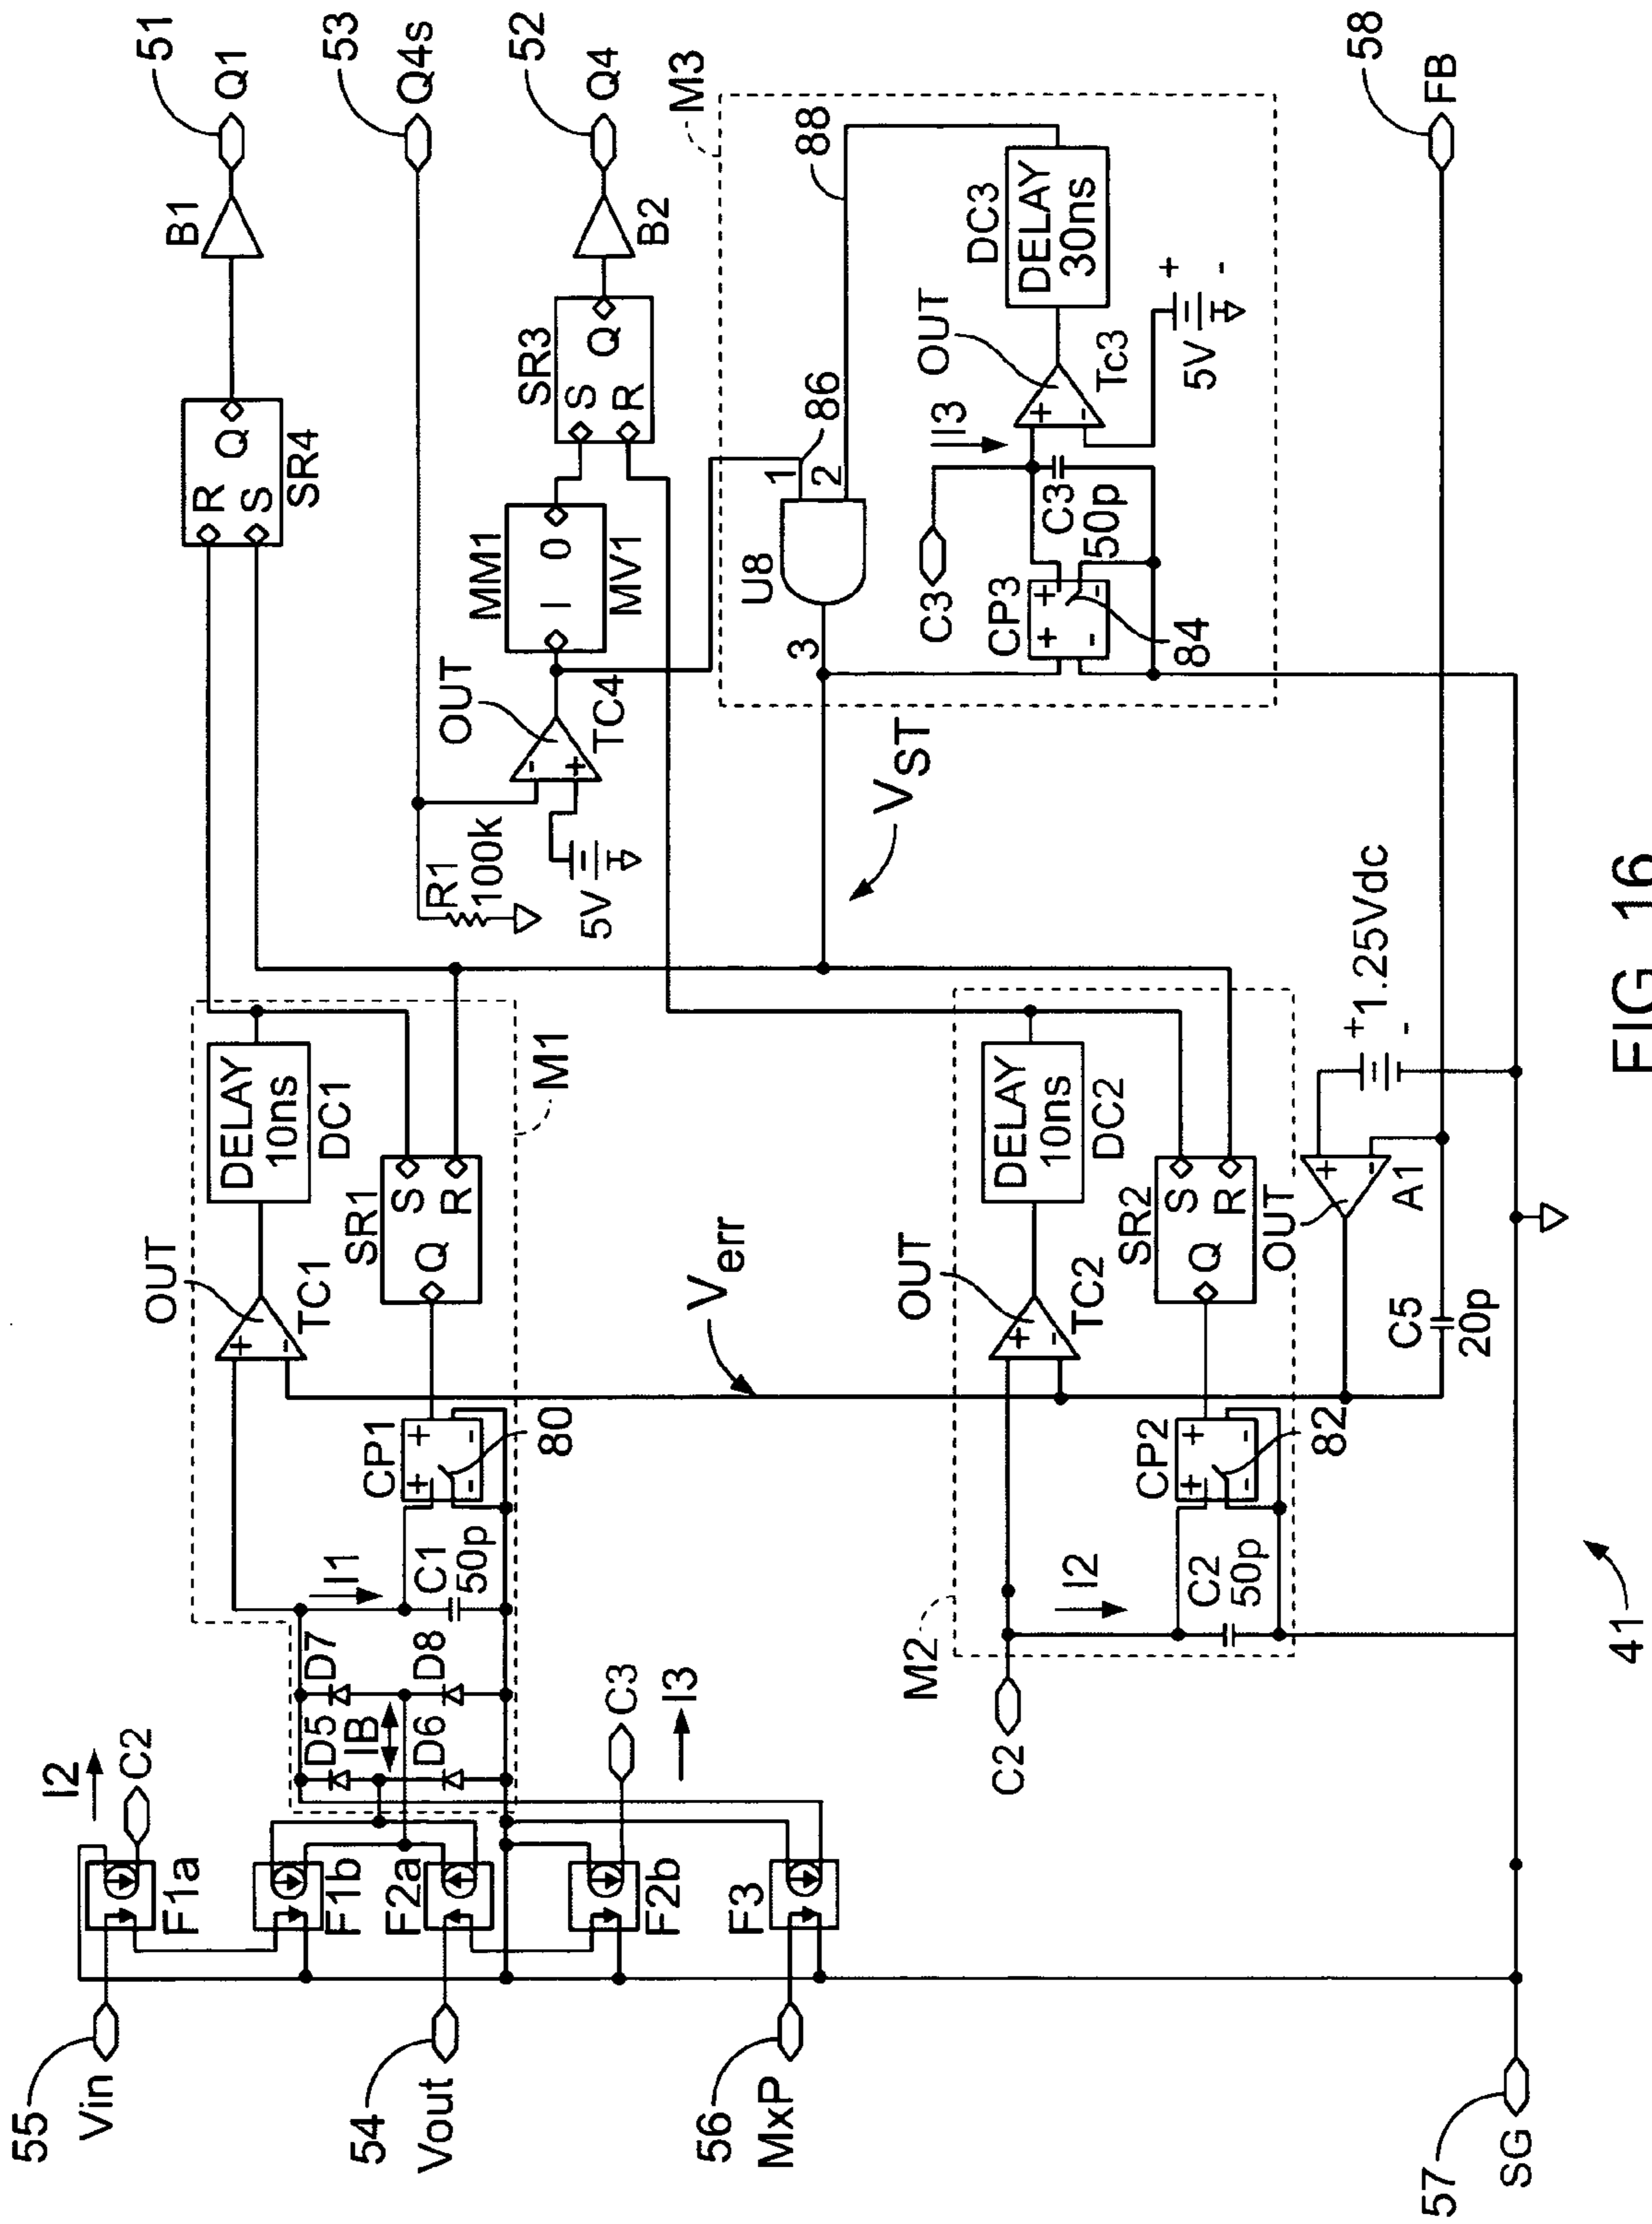 51
Q1
53
Q4s
52
Q4
58
FB
B1
B2
M3
88
R
S
Q
SR4
SR3
S
R
Q
DC3
DELAY
30ns
OUT
Tc3
5V
+
-
I3
+
-
MM1
I
0
MV1
1
2
86
U8
3
C3
C3
50p
CP3
+
-
+
-
84
OUT
TC4
-
+
R1
100k
5V
VST
DELAY
10ns
DC1
M1
SR1
S
R
Q
OUT
TC1
+
-
Verr
CP1
+
-
+
-
80
I1
C1
50p
D7
D8
D5
D6
IB
DELAY
10ns
DC2
SR2
S
R
Q
OUT
TC2
+
-
CP2
+
-
+
-
82
M2
I2
C2
50p
C2
+
1.25Vdc
-
OUT
+
-
A1
C5
20p
I2
C2
C3
I3
F1a
F1b
F2a
F2b
F3
55
Vin
54
Vout
56
MxP
57
SG
41
FIG. 16